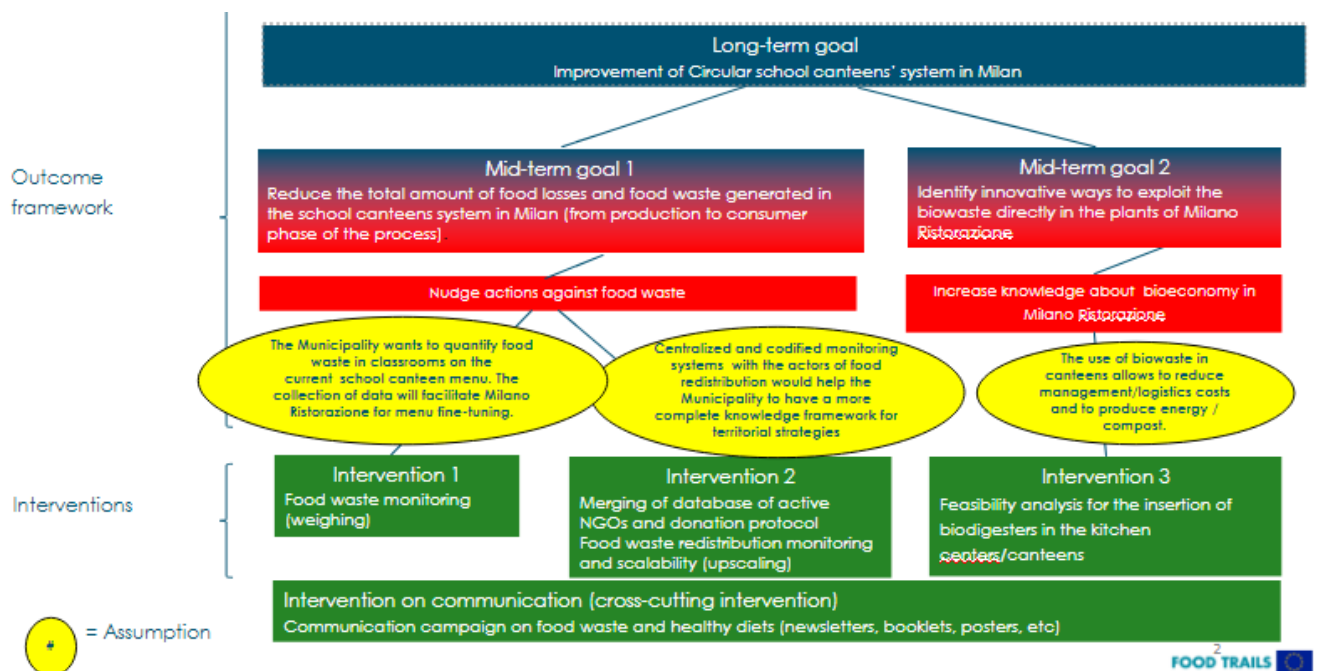 Long-term goal
Improvement of Circular school canteens' system in Milan
Outcome
framework
Mid-term goal 1
Reduce the total amount of food losses and food waste generated in
the school canteens system in Milan (from production to consumer
phase of the process).
Mid-term goal 2
Identify innovative ways to exploit the
biowaste directly in the plants of Milano
Ristorazione
Nudge actions against food waste
Increase knowledge about bioeconomy in
Milano Ristorazione
The Municipality wants to quantify food
waste in classrooms on the
current school canteen menu. The
collection of data will facilitate Milano
Ristorazione for menu fine-tuning.
Centralized and codified monitoring
systems with the actors of food
redistribution would help the
Municipality to have a more
complete knowledge framework for
territorial strategies
The use of biowaste in
canteens allows to reduce
management/logistics costs
and to produce energy /
compost.
Interventions
Intervention 1
Food waste monitoring
(weighing)
Intervention 2
Merging of database of active
NGOs and donation protocol
Food waste redistribution monitoring
and scalability (upscaling)
Intervention 3
Feasibility analysis for the insertion of
biodigesters in the kitchen
centers/canteens
Intervention on communication (cross-cutting intervention)
Communication campaign on food waste and healthy diets (newsletters, booklets, posters, etc)
# = Assumption
2
FOOD TRAILS